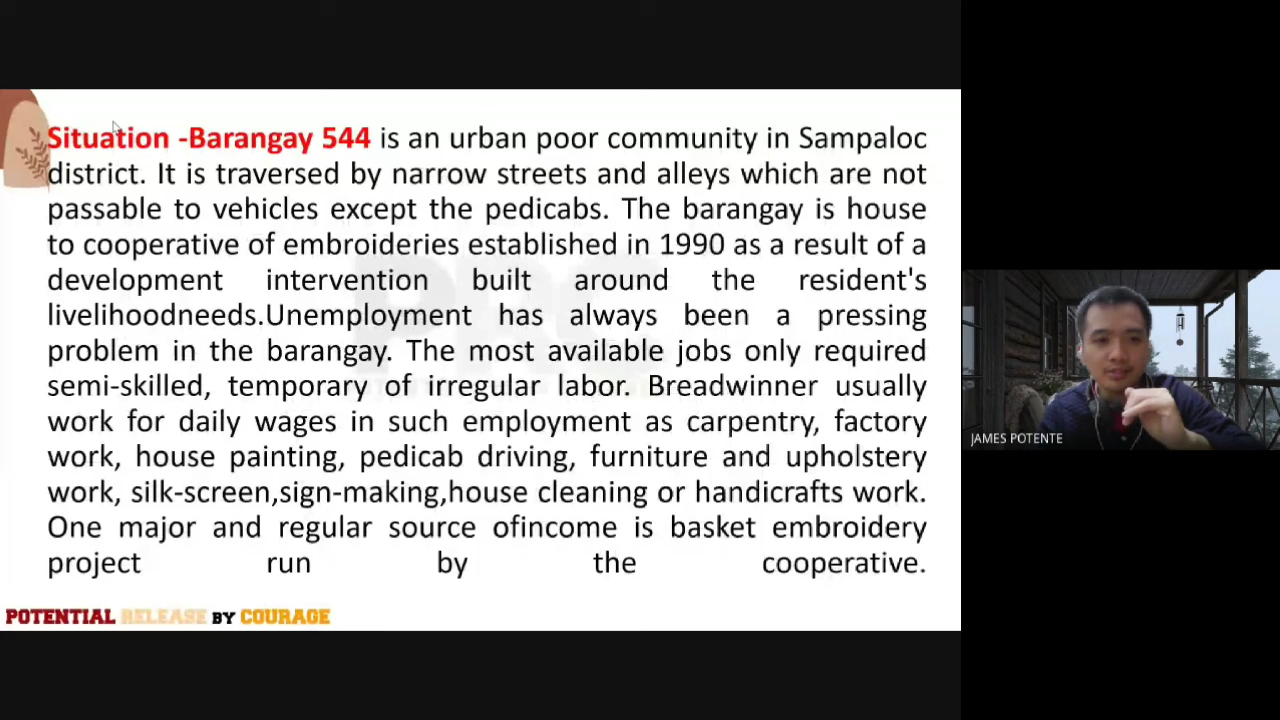 Situation -Barangay 544 is an urban poor community in Sampaloc
district. It is traversed by narrow streets and alleys which are not
passable to vehicles except the pedicabs. The barangay is house
to cooperative of embroideries established in 1990 as a result of a
development intervention built around the resident's
livelihoodneeds.Unemployment has always been a pressing
problem in the barangay. The most available jobs only required
semi-skilled, temporary of irregular labor. Breadwinner usually
work for daily wages in such employment as carpentry, factory
work, house painting, pedicab driving, furniture and upholstery
work, silk-screen,sign-making,house cleaning or handicrafts work.
One major and regular source ofincome is basket embroidery
project run by the cooperative.
POTENTIAL RELEASE BY COURAGE
JAMES POTENTE